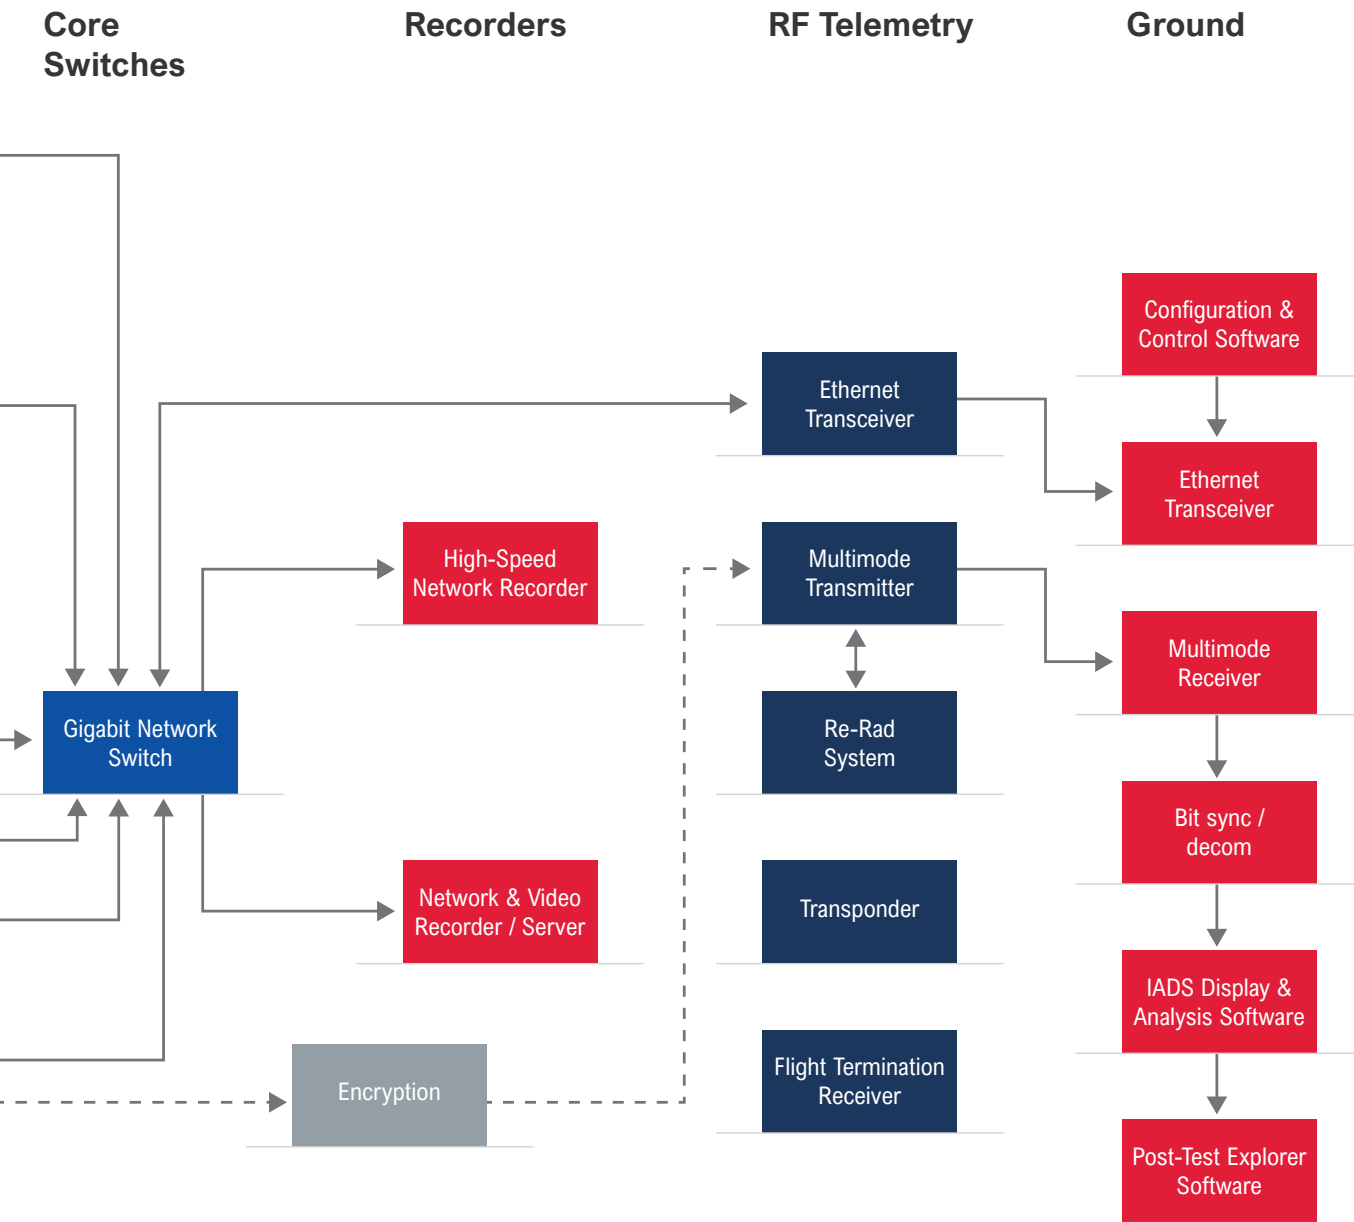 Core
Switches
Recorders
RF Telemetry
Ground
Configuration &
Control Software
Ethernet
Transceiver
Ethernet
Transceiver
High-Speed
Network Recorder
Multimode
Transmitter
Multimode
Receiver
Gigabit Network
Switch
Re-Rad
System
Bit sync /
decom
Network & Video
Recorder / Server
Transponder
IADS Display &
Analysis Software
Encryption
Flight Termination
Receiver
Post-Test Explorer
Software